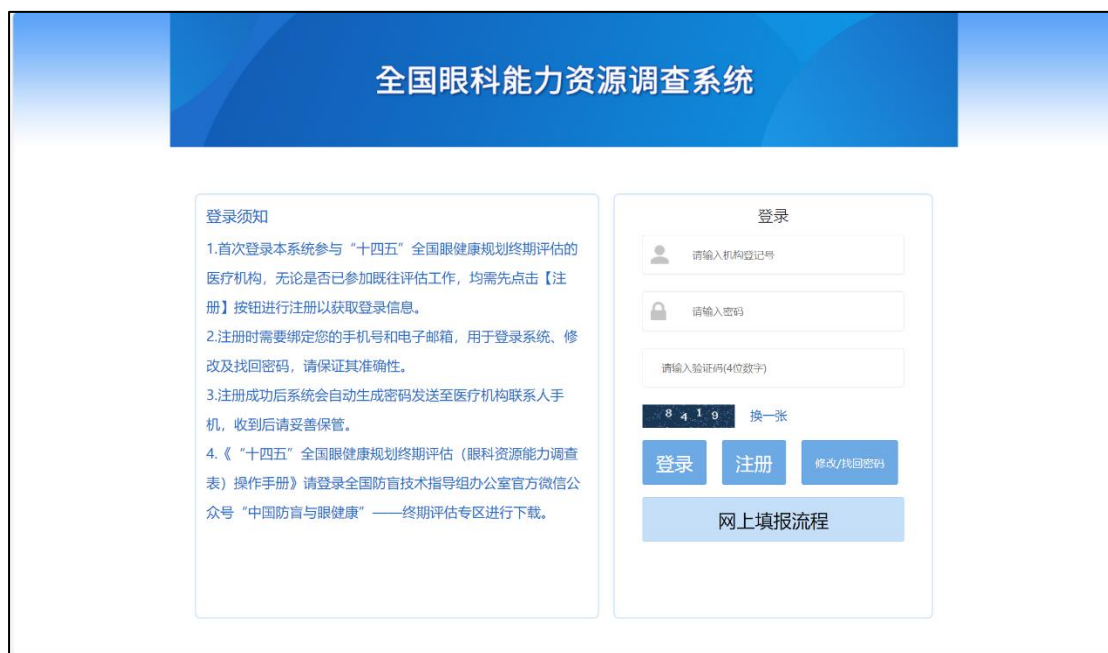 全国眼科能力资源调查系统
登录须知
1.首次登录本系统参与“十四五”全国眼健康规划终期评估的
医疗机构，无论是否已参加既往评估工作，均需先点击【注
册】按钮进行注册以获取登录信息。
2.注册时需要绑定您的手机号和电子邮箱，用于登录系统、修
改及找回密码，请保证其准确性。
3.注册成功后系统会自动生成密码发送至医疗机构联系人手
机，收到后请妥善保管。
4.《“十四五”全国眼健康规划终期评估（眼科资源能力调查
表）操作手册》请登录全国防盲技术指导组办公室官方微信公
众号“中国防盲与眼健康”——终期评估专区进行下载。
登录
请输入机构登记号
请输入密码
请输入验证码(4位数字)
8 4 1 9 换一张
登录 注册 修改/找回密码
网上填报流程